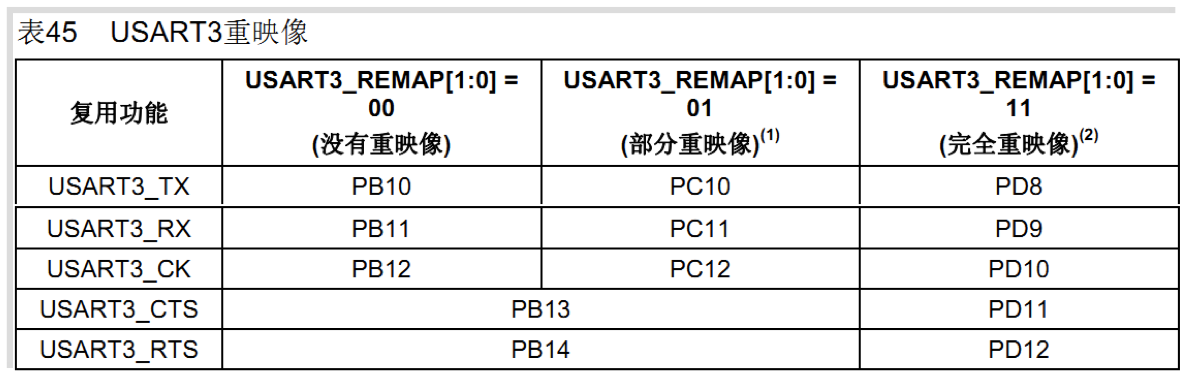 表45 USART3重映像
复用功能 USART3_REMAP[1:0] = 00 (没有重映像) USART3_REMAP[1:0] = 01 (部分重映像)(1) USART3_REMAP[1:0] = 11 (完全重映像)(2)
USART3_TX PB10 PC10 PD8
USART3_RX PB11 PC11 PD9
USART3_CK PB12 PC12 PD10
USART3_CTS PB13 PD11
USART3_RTS PB14 PD12